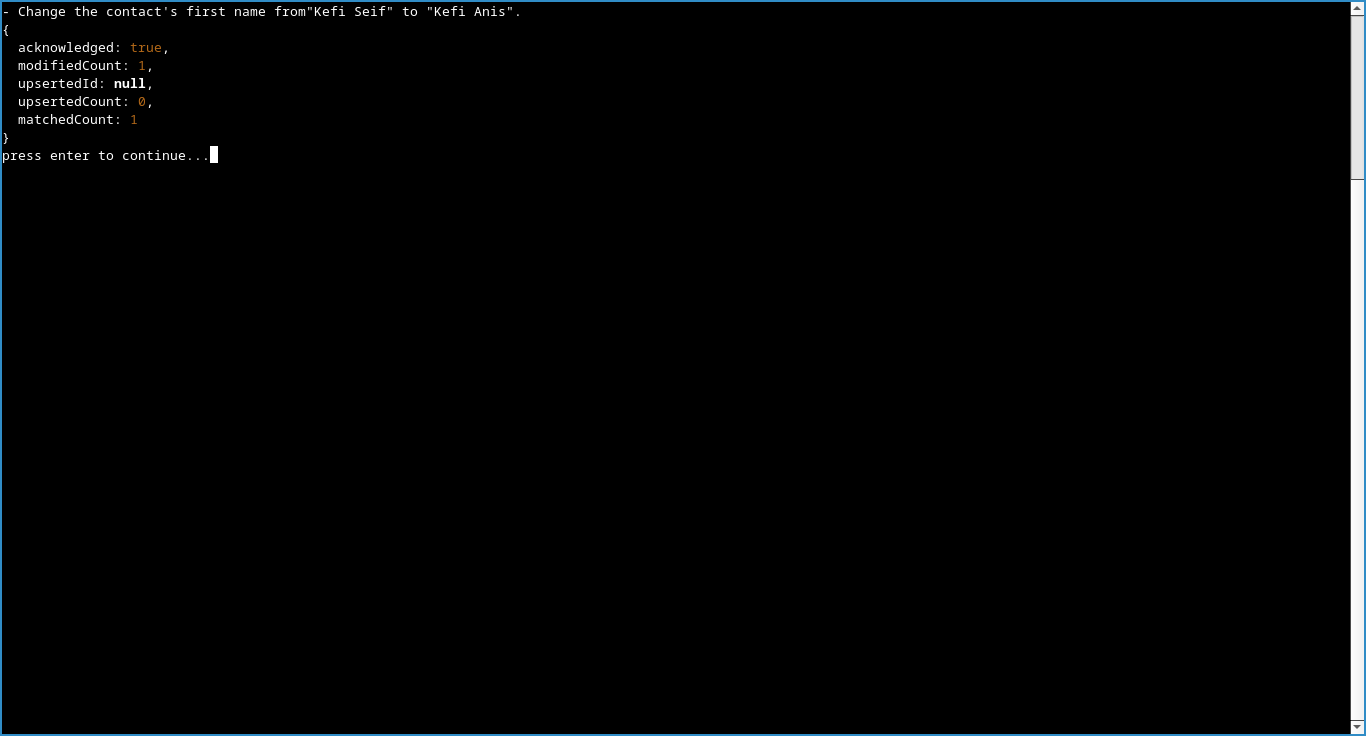 - Change the contact's first name from"Kefi Seif" to "Kefi Anis".
{
  acknowledged: true,
  modifiedCount: 1,
  upsertedId: null,
  upsertedCount: 0,
  matchedCount: 1
}
press enter to continue...